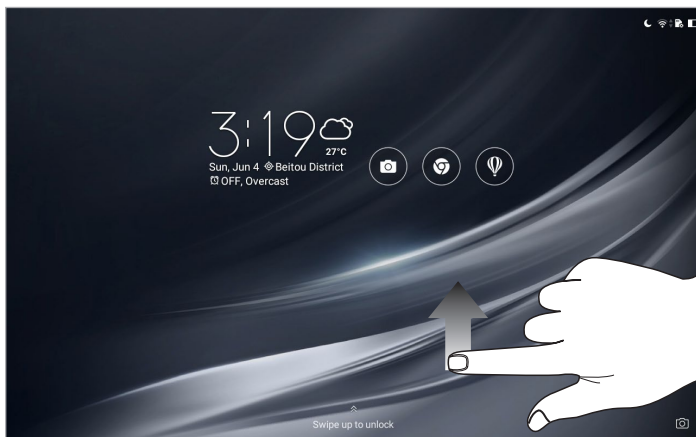 3:19
27°C
Sun, Jun 4 Beitou District
OFF, Overcast
Swipe up to unlock